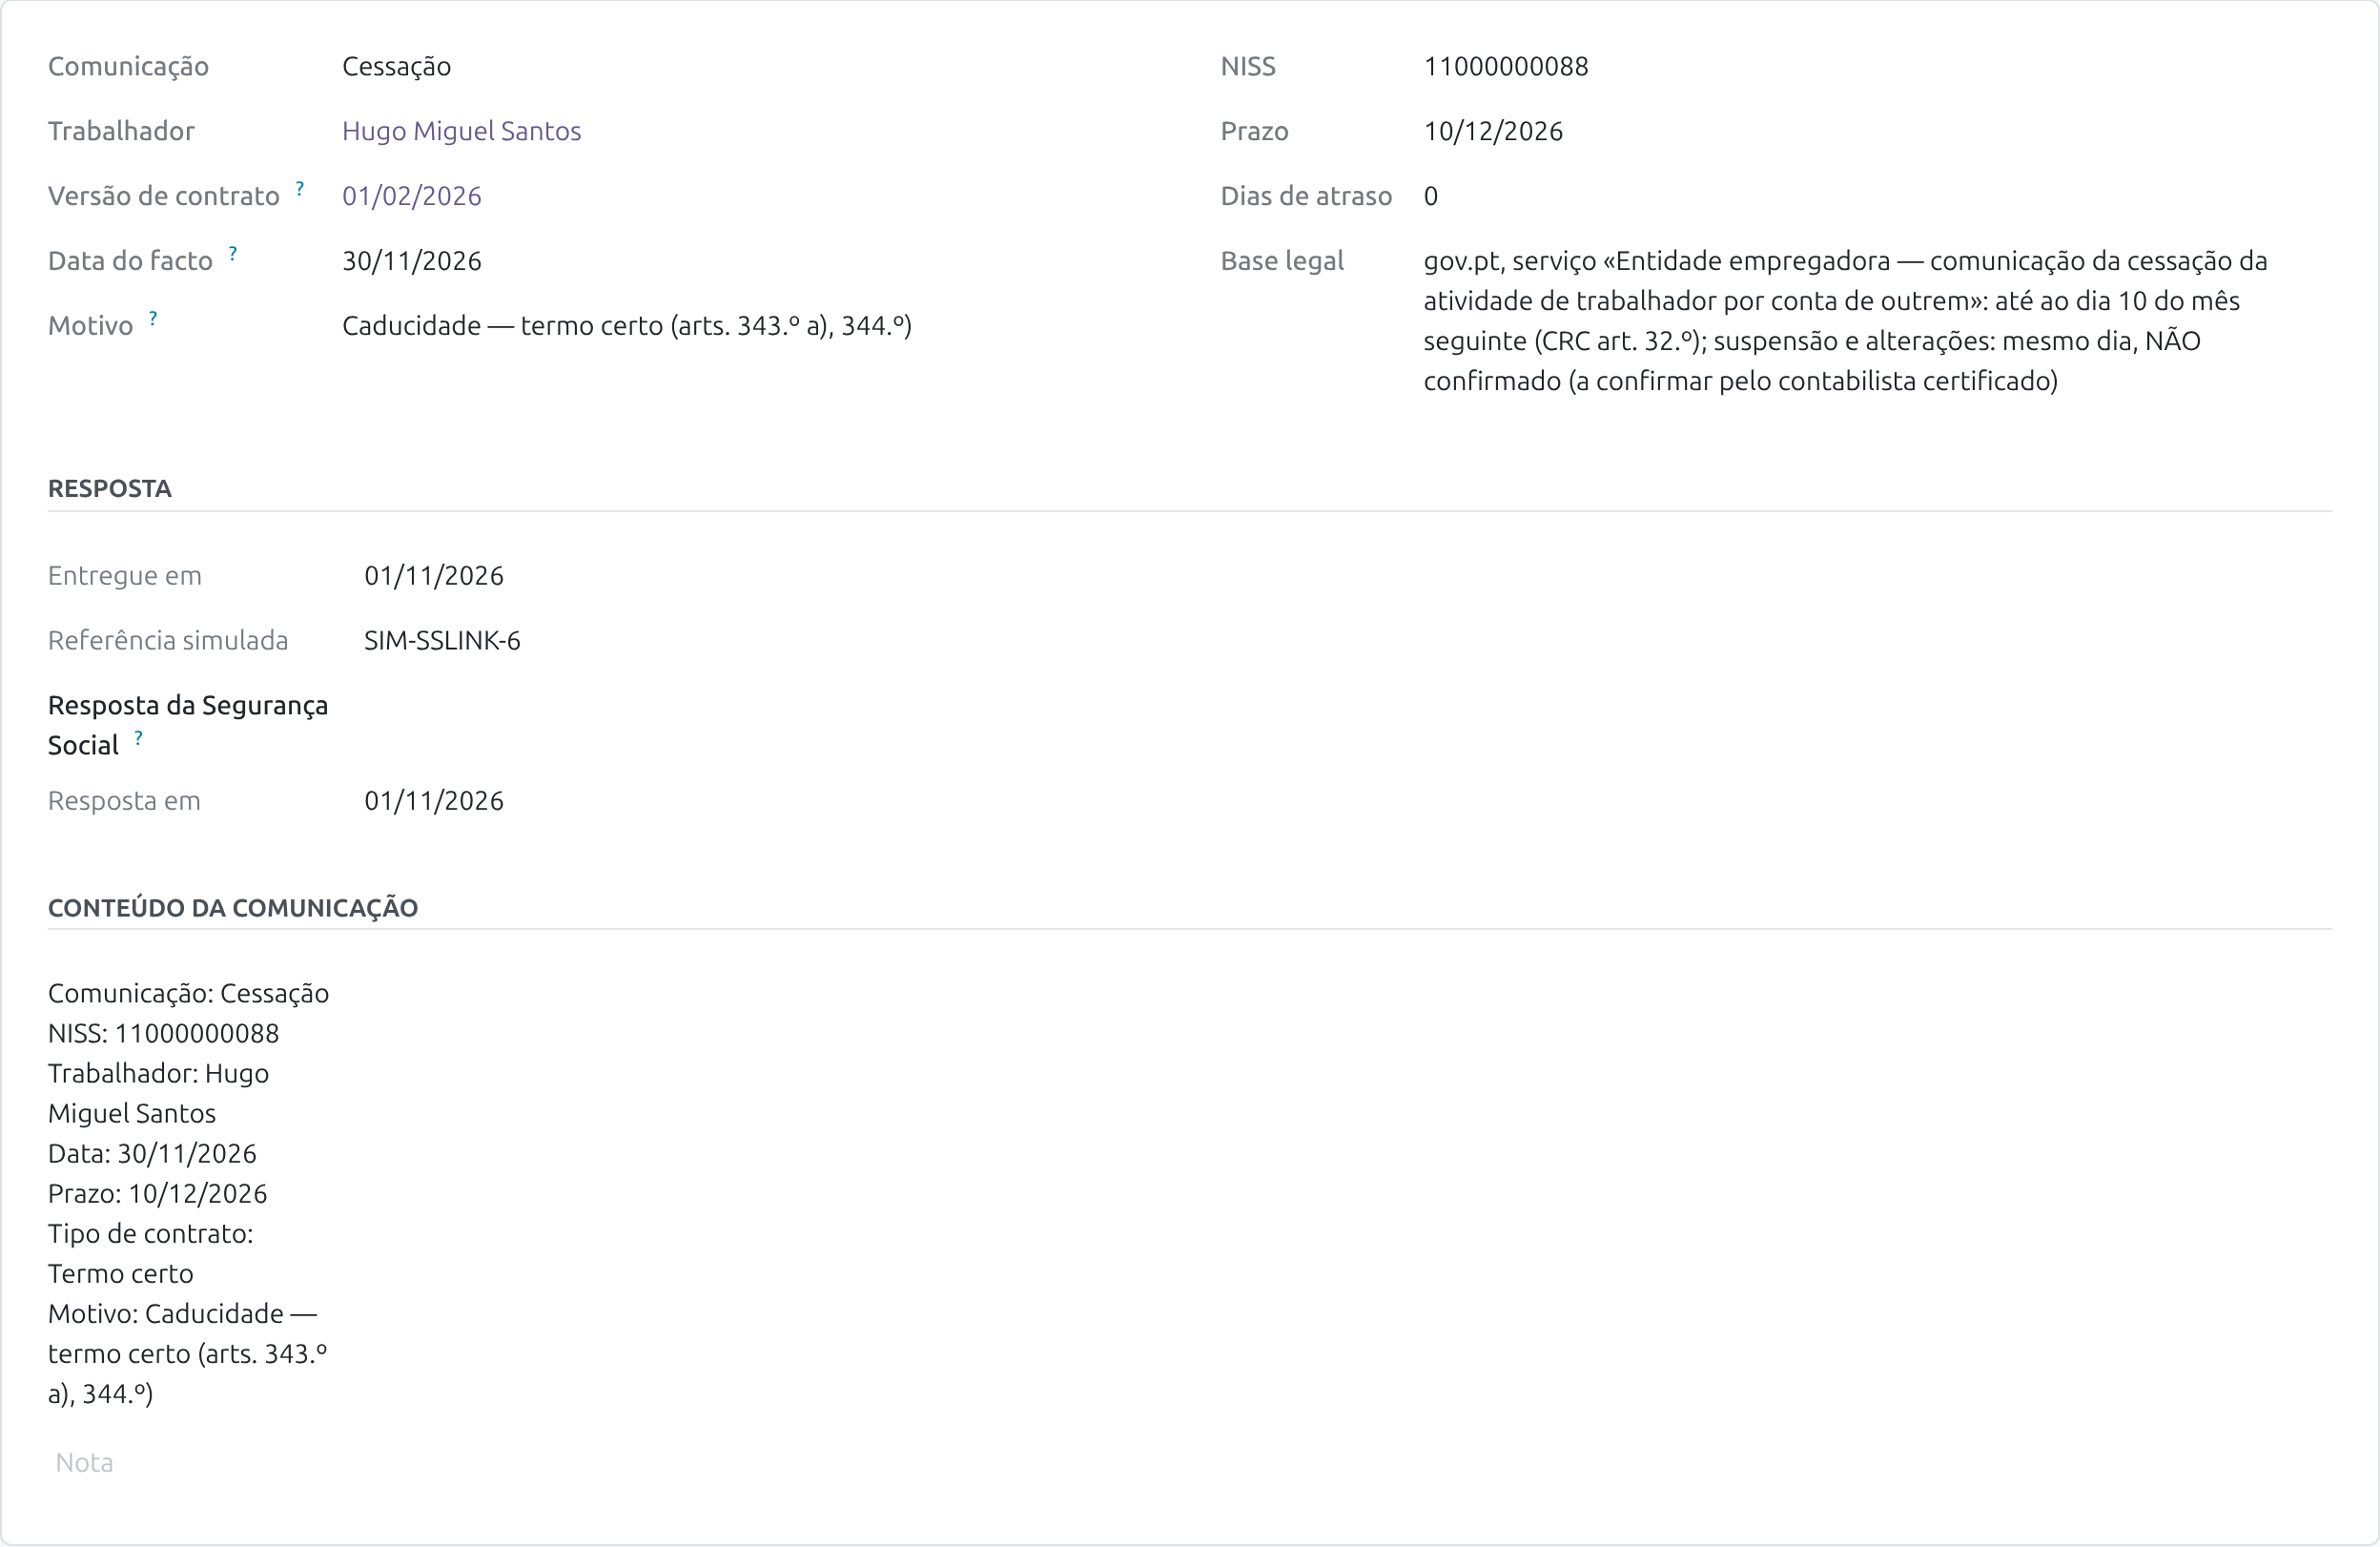 Comunicação Cessação
Trabalhador Hugo Miguel Santos
Versão de contrato ? 01/02/2026
Data do facto ? 30/11/2026
Motivo ? Caducidade — termo certo (arts. 343.º a), 344.º)
NISS 11000000088
Prazo 10/12/2026
Dias de atraso 0
Base legal gov.pt, serviço «Entidade empregadora — comunicação da cessação da
atividade de trabalhador por conta de outrem»: até ao dia 10 do mês
seguinte (CRC art. 32.º); suspensão e alterações: mesmo dia, NÃO
confirmado (a confirmar pelo contabilista certificado)
RESPOSTA
Entregue em 01/11/2026
Referência simulada SIM-SSLINK-6
Resposta da Segurança
Social ?
Resposta em 01/11/2026
CONTEÚDO DA COMUNICAÇÃO
Comunicação: Cessação
NISS: 11000000088
Trabalhador: Hugo
Miguel Santos
Data: 30/11/2026
Prazo: 10/12/2026
Tipo de contrato:
Termo certo
Motivo: Caducidade —
termo certo (arts. 343.º
a), 344.º)
Nota